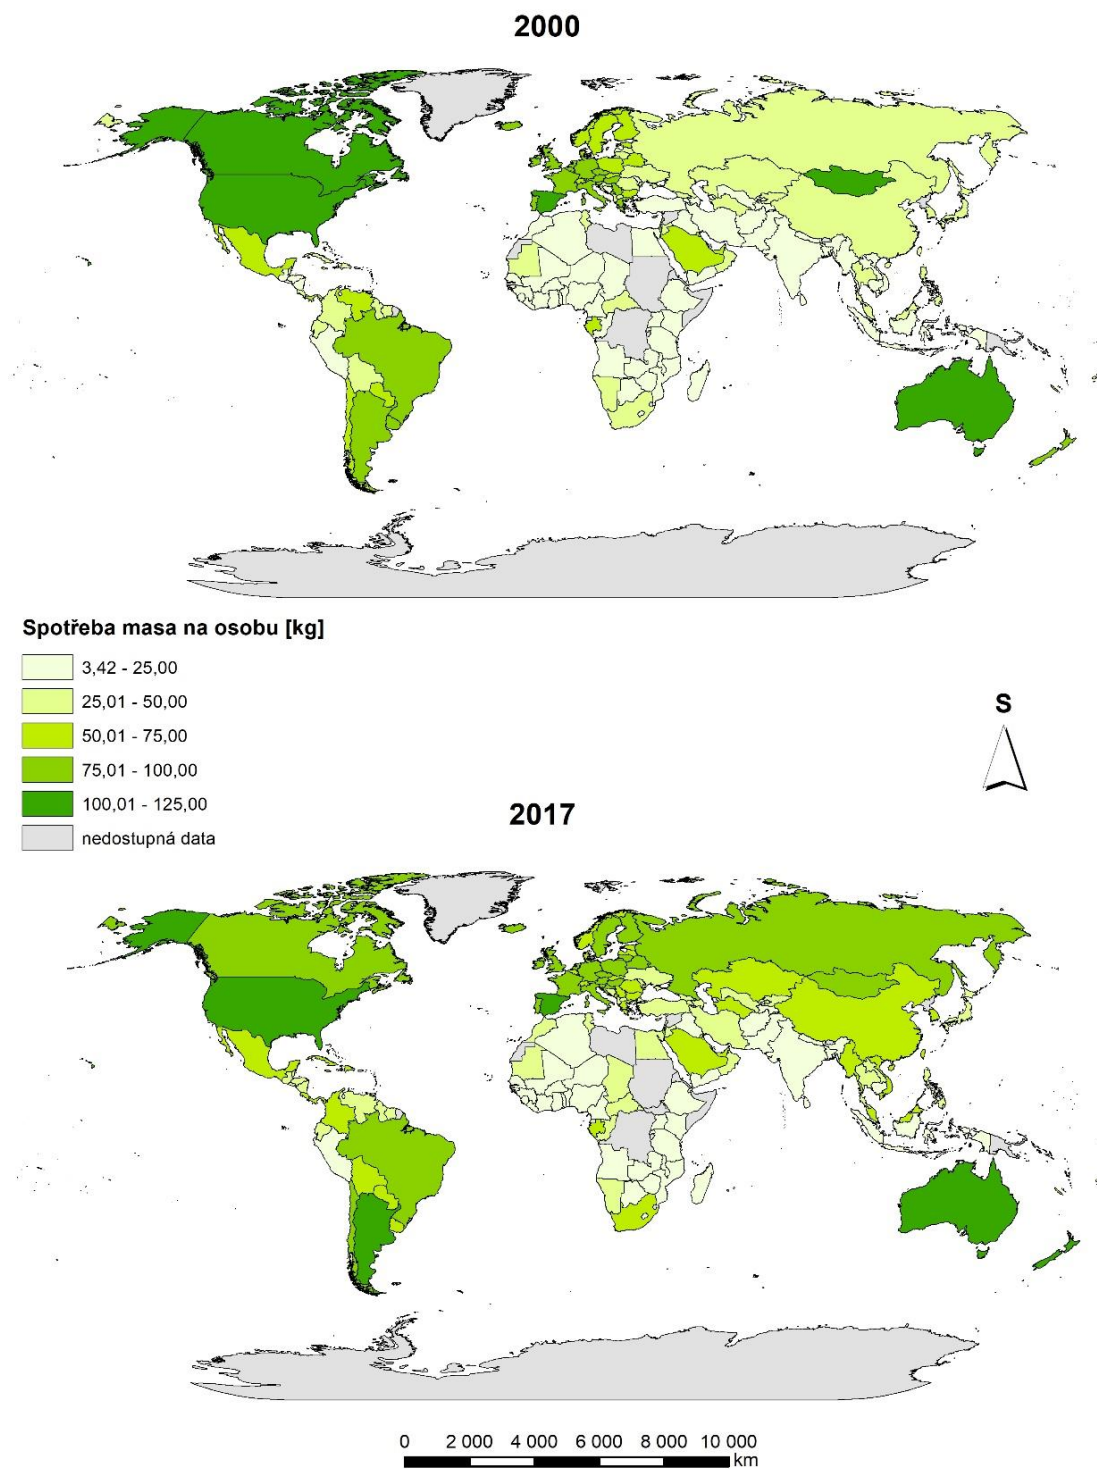 2000
Spotřeba masa na osobu [kg]
3,42 - 25,00
25,01 - 50,00
50,01 - 75,00
75,01 - 100,00
100,01 - 125,00
nedostupná data
S
2017
0 2 000 4 000 6 000 8 000 10 000
km